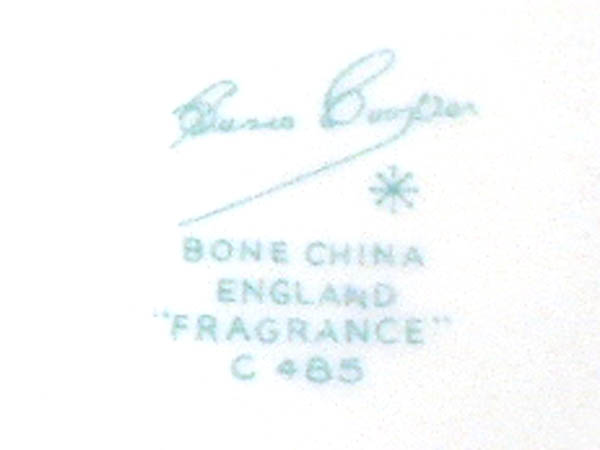 Susie Cooper
BONE CHINA
ENGLAND
"FRAGRANCE"
C 485